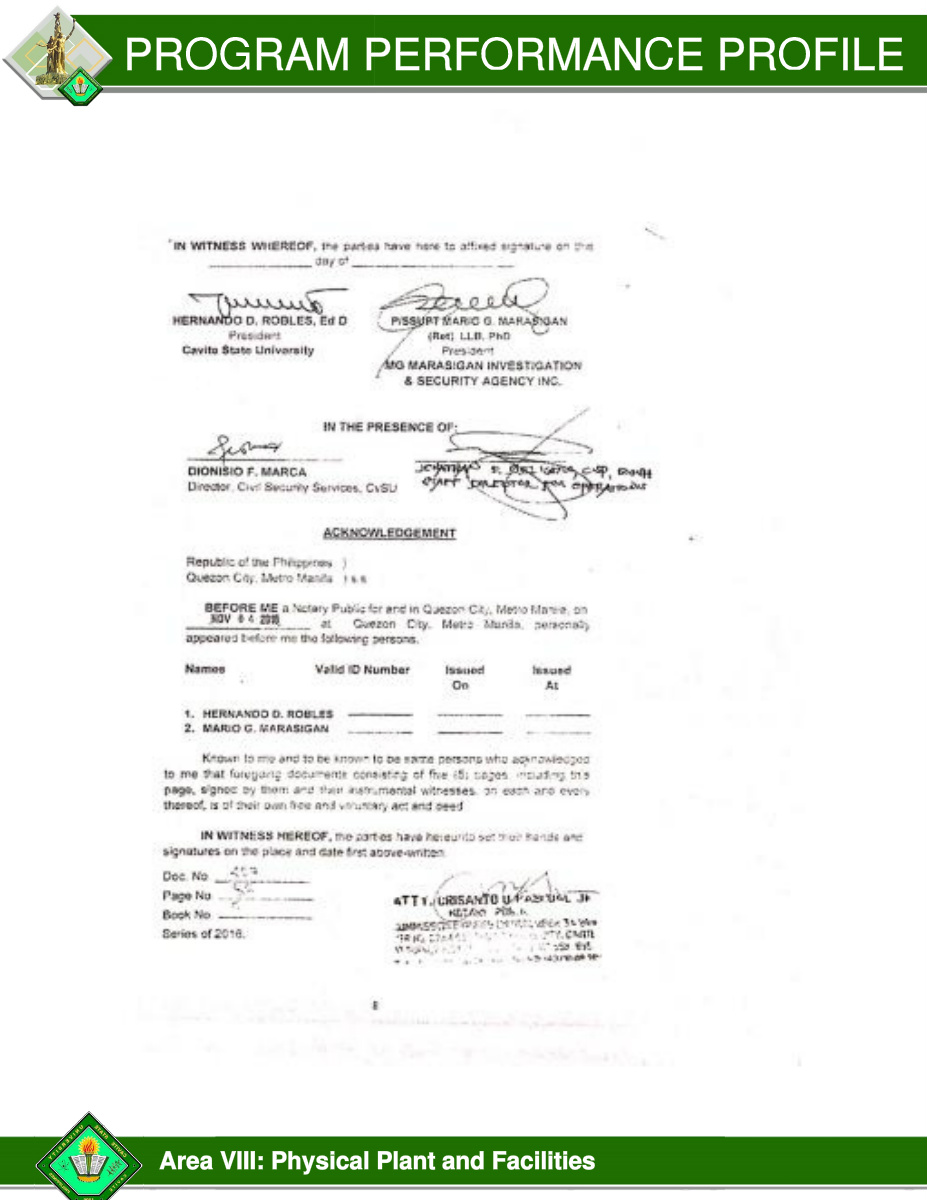 PROGRAM PERFORMANCE PROFILE
IN WITNESS WHEREOF, the parties have here to affixed signature on this
day of
HERNANDO D. ROBLES, Ed D
President
Cavite State University
P/SSUPT MARIO G. MARASIGAN
(Ret) LLB, PhD
President
MG MARASIGAN INVESTIGATION
& SECURITY AGENCY INC.
IN THE PRESENCE OF:
DIONISIO F. MARCA
Director, Civil Security Services, CvSU
STAFF DIRECTOR FOR OPERATIONS
ACKNOWLEDGEMENT
Republic of the Philippines )
Quezon City, Metro Manila ) s.s
BEFORE ME a Notary Public for and in Quezon City, Metro Manila, on
NOV 04 2016 at Quezon City, Metro Manila, personally
appeared before me the following persons.
Names Valid ID Number Issued On Issued At
1. HERNANDO D. ROBLES
2. MARIO G. MARASIGAN
Known to me and to be known to be same persons who acknowledged
to me that foregoing documents consisting of five (5) pages, including this
page, signed by them and their instrumental witnesses, on each and every
thereof, is of their own free and voluntary act and deed
IN WITNESS HEREOF, the parties have hereunto set their hands and
signatures on the place and date first above-written.
Doc. No
Page No
Book No
Series of 2016.
ATTY. CRISANTO U. PASCUAL JR
NOTARY PUBLIC
8
Area VIII: Physical Plant and Facilities